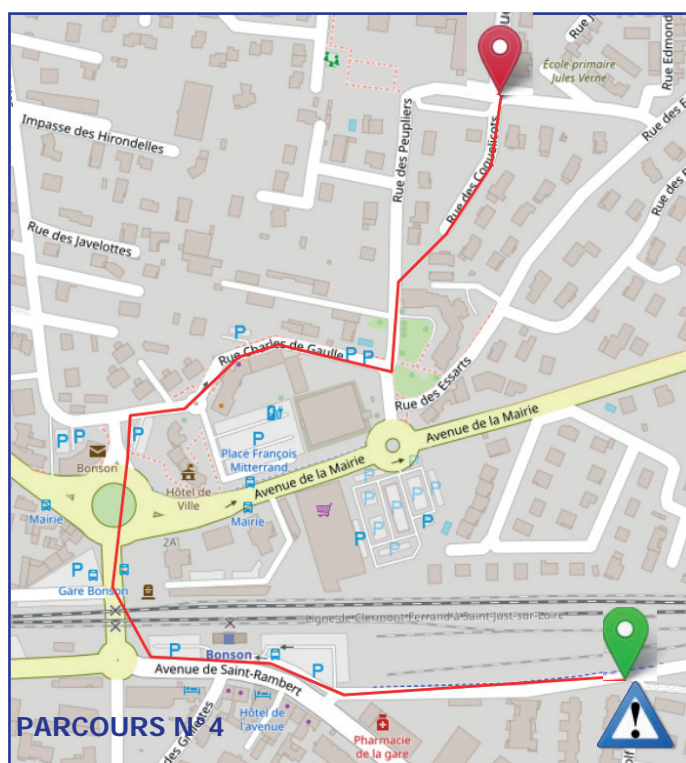 École primaire
Jules Verne
Rue Edmond
Impasse des Hirondelles
Rue des Peupliers
Rue des Coquelicots
Rue des Javelottes
Rue Charles de Gaulle
P
P P
Rue des Essarts
Avenue de la Mairie
Place François
Mitterrand
P
Avenue de la Mairie
P P
P
Bonson
Hôtel de
Ville
Mairie
Mairie
2A
P
P
P
P
P
P
P
P
Gare Bonson
Ligne de Clermont-Ferrand à Saint-Just-sur-Loire
P
Bonson
P
Avenue de Saint-Rambert
Hôtel de
l'avenue
Pharmacie
de la gare
PARCOURS N° 4